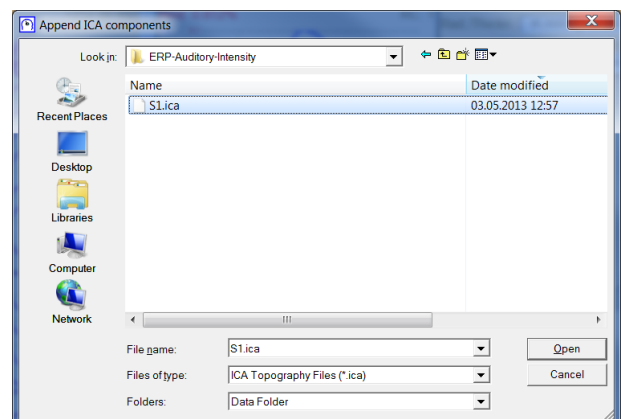 Append ICA components
Look in: ERP-Auditory-Intensity
Name Date modified
S1.ica 03.05.2013 12:57
Recent Places
Desktop
Libraries
Computer
Network
File name: S1.ica Open
Files of type: ICA Topography Files (*.ica) Cancel
Folders: Data Folder